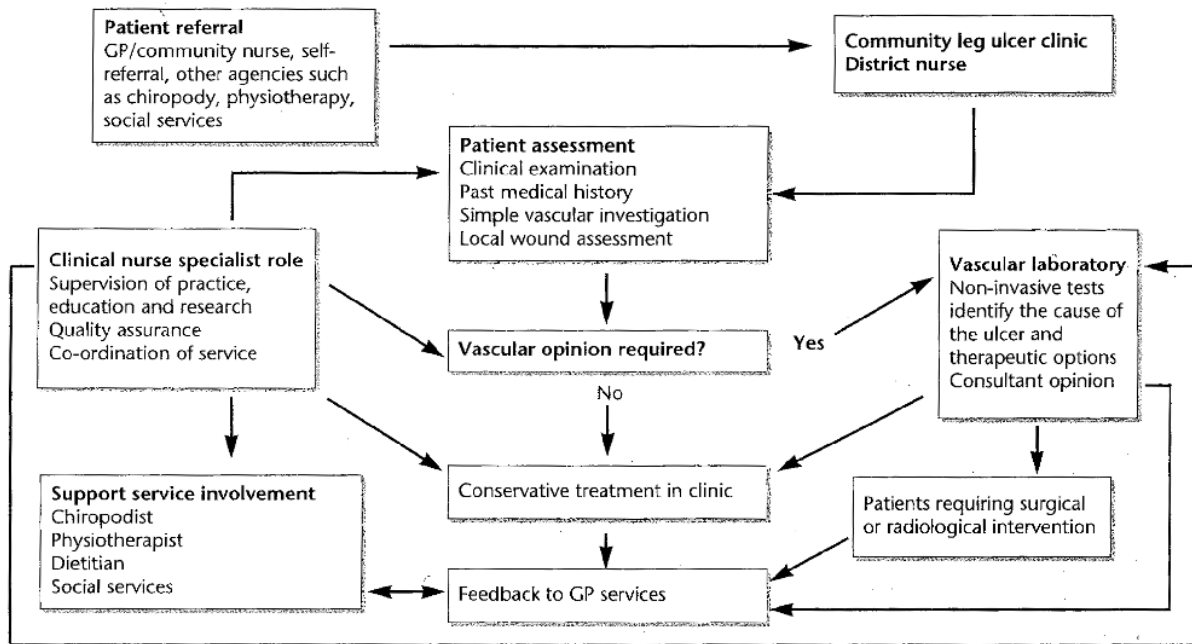 Patient referral
GP/community nurse, self-
referral, other agencies such
as chiropody, physiotherapy,
social services
Community leg ulcer clinic
District nurse
Patient assessment
Clinical examination
Past medical history
Simple vascular investigation
Local wound assessment
Clinical nurse specialist role
Supervision of practice,
education and research
Quality assurance
Co-ordination of service
Vascular opinion required?
Yes
No
Vascular laboratory
Non-invasive tests
identify the cause of
the ulcer and
therapeutic options
Consultant opinion
Support service involvement
Chiropodist
Physiotherapist
Dietitian
Social services
Conservative treatment in clinic
Patients requiring surgical
or radiological intervention
Feedback to GP services